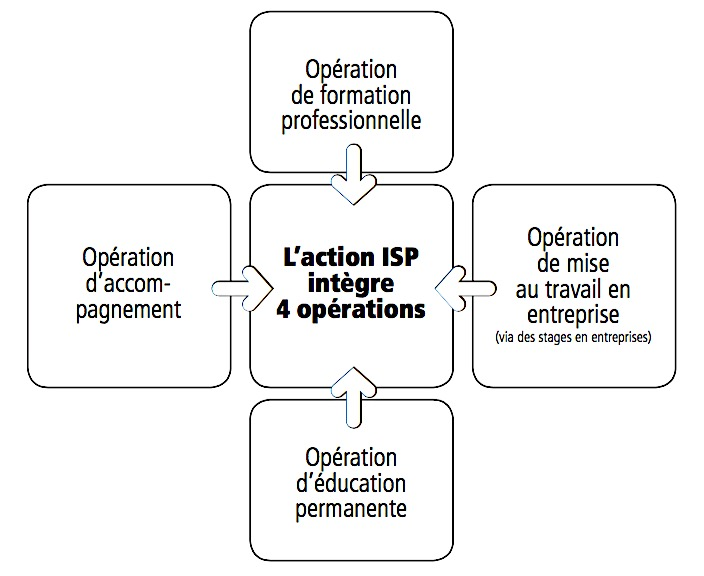 Opération
de formation
professionnelle
Opération
d'accom-
pagnement
L'action ISP
intègre
4 opérations
Opération
de mise
au travail en
entreprise
(via des stages en entreprises)
Opération
d'éducation
permanente